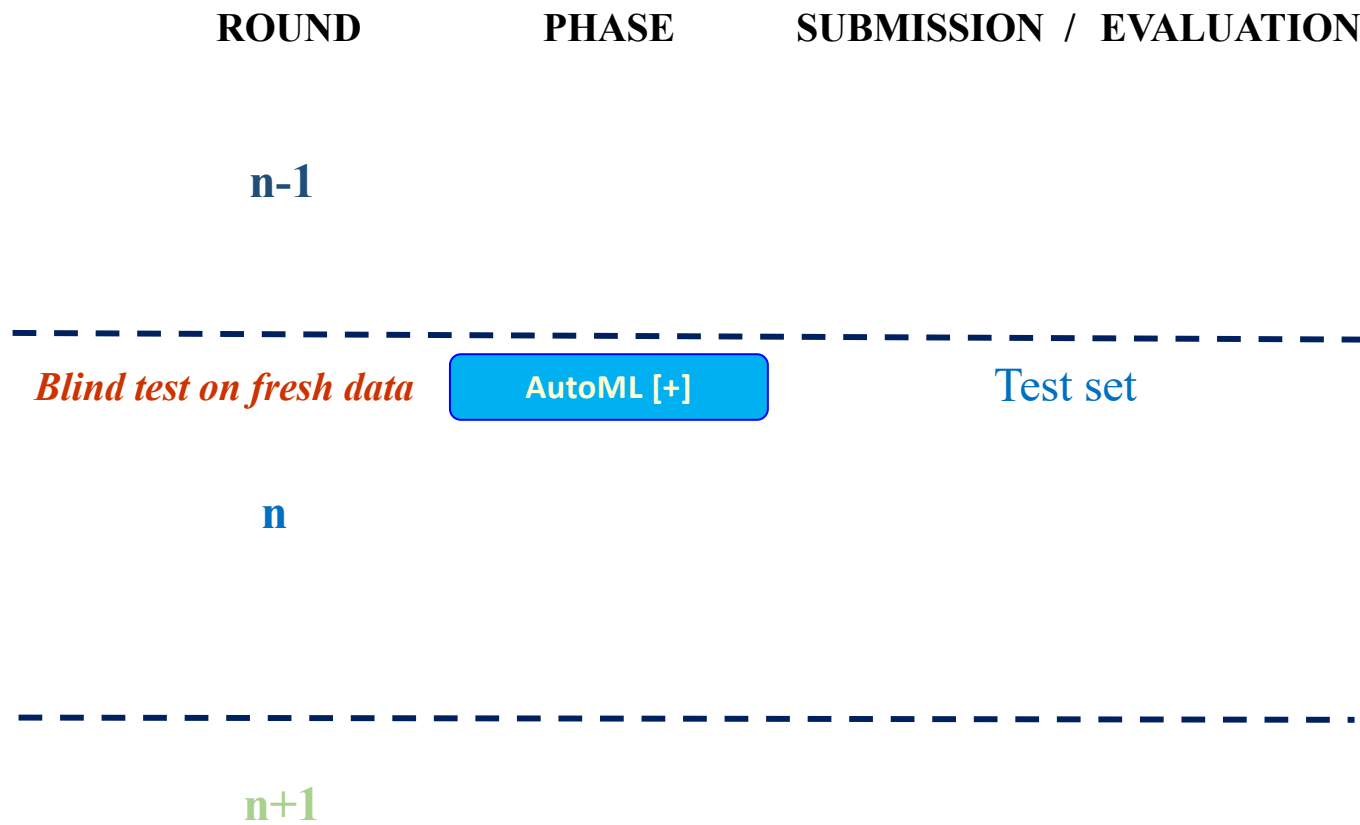 ROUND PHASE SUBMISSION / EVALUATION
n-1
Blind test on fresh data AutoML [+] Test set
n
n+1